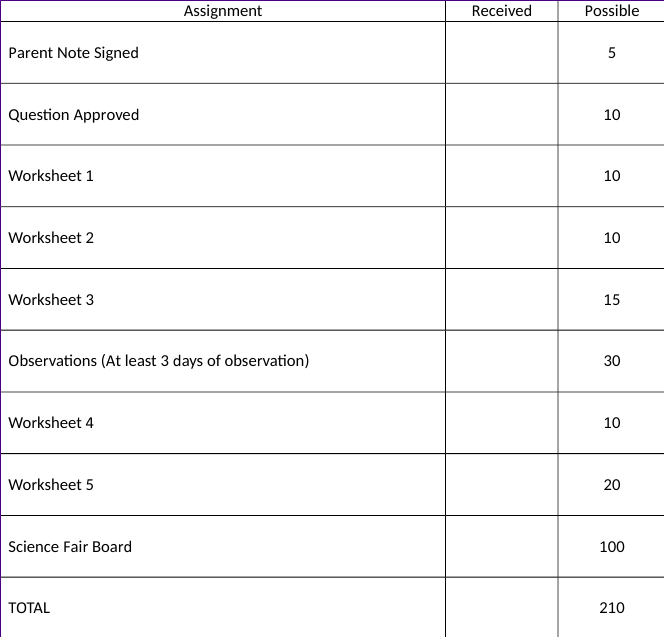 Assignment Received Possible
Parent Note Signed 5
Question Approved 10
Worksheet 1 10
Worksheet 2 10
Worksheet 3 15
Observations (At least 3 days of observation) 30
Worksheet 4 10
Worksheet 5 20
Science Fair Board 100
TOTAL 210